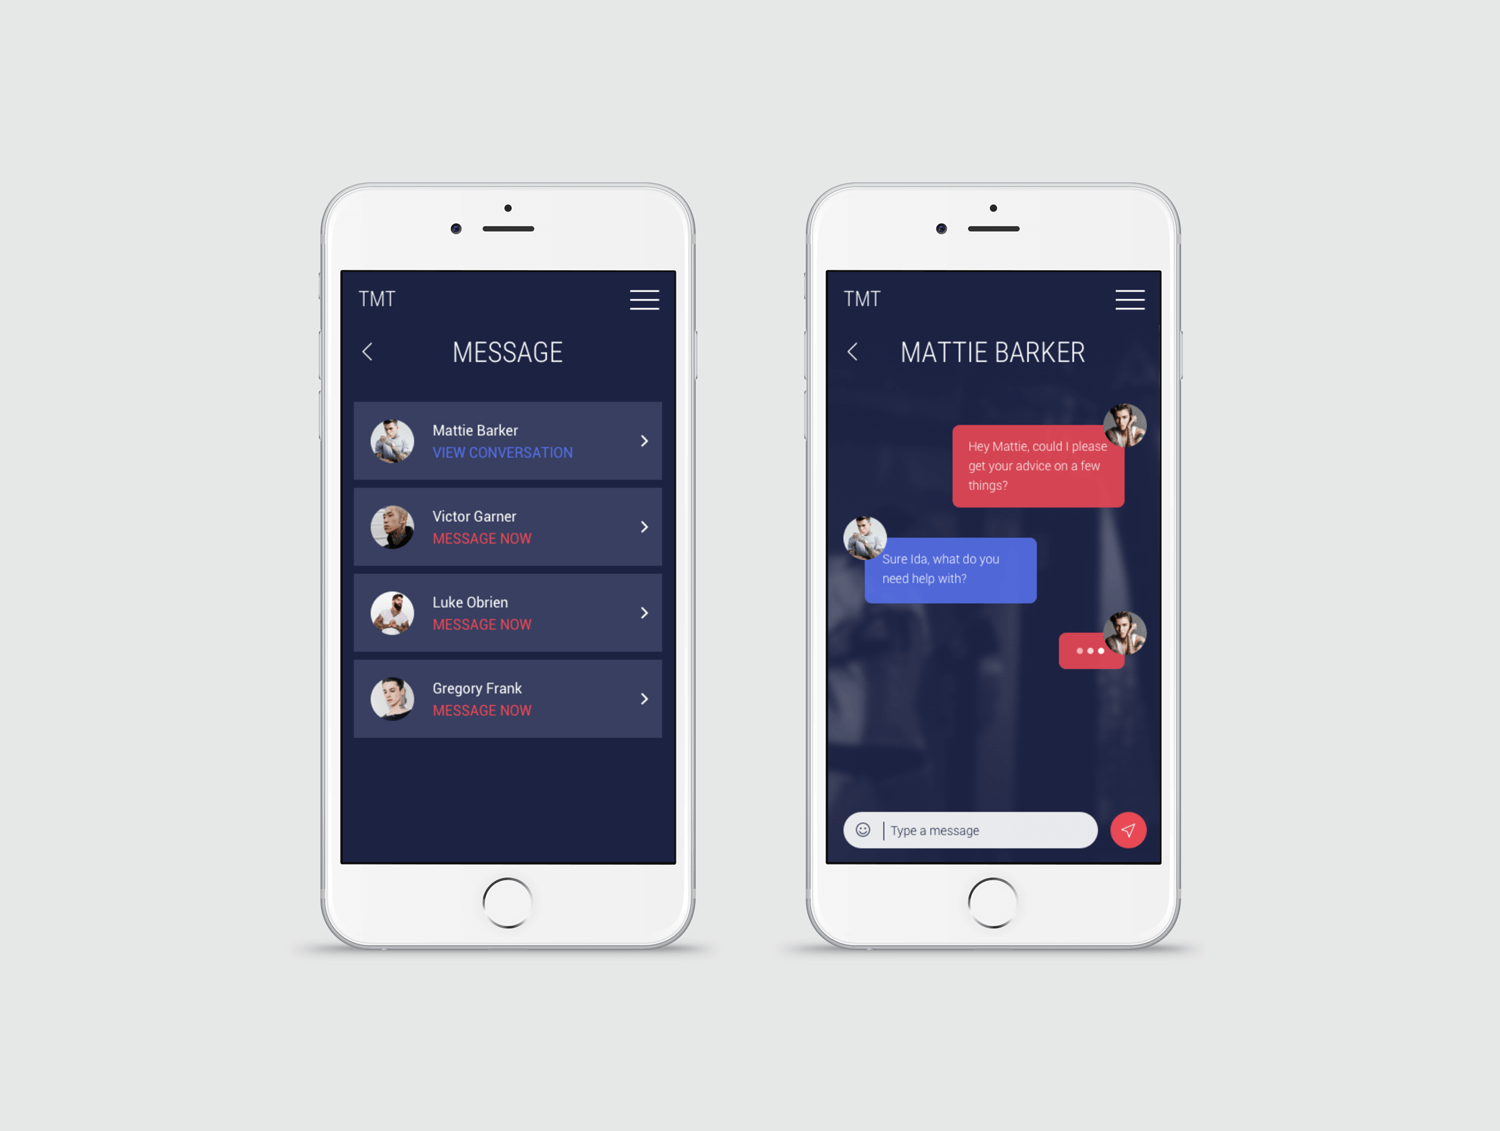 TMT
MESSAGE
Mattie Barker
VIEW CONVERSATION
Victor Garner
MESSAGE NOW
Luke Obrien
MESSAGE NOW
Gregory Frank
MESSAGE NOW
TMT
MATTIE BARKER
Hey Mattie, could I please
get your advice on a few
things?
Sure Ida, what do you
need help with?
Type a message